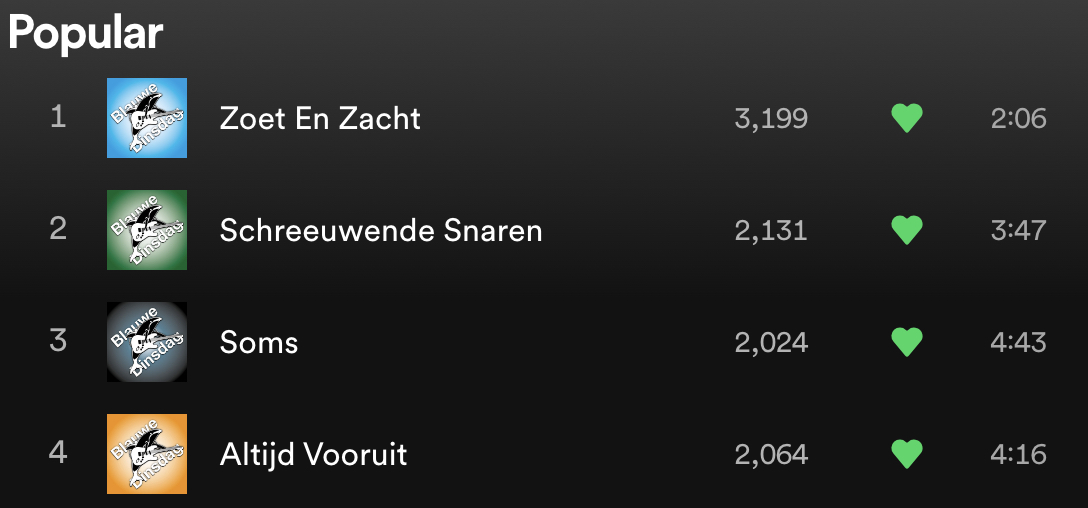 Popular
1 Blauwe Dinsdag Zoet En Zacht 3,199 2:06
2 Blauwe Dinsdag Schreeuwende Snaren 2,131 3:47
3 Blauwe Dinsdag Soms 2,024 4:43
4 Blauwe Dinsdag Altijd Vooruit 2,064 4:16